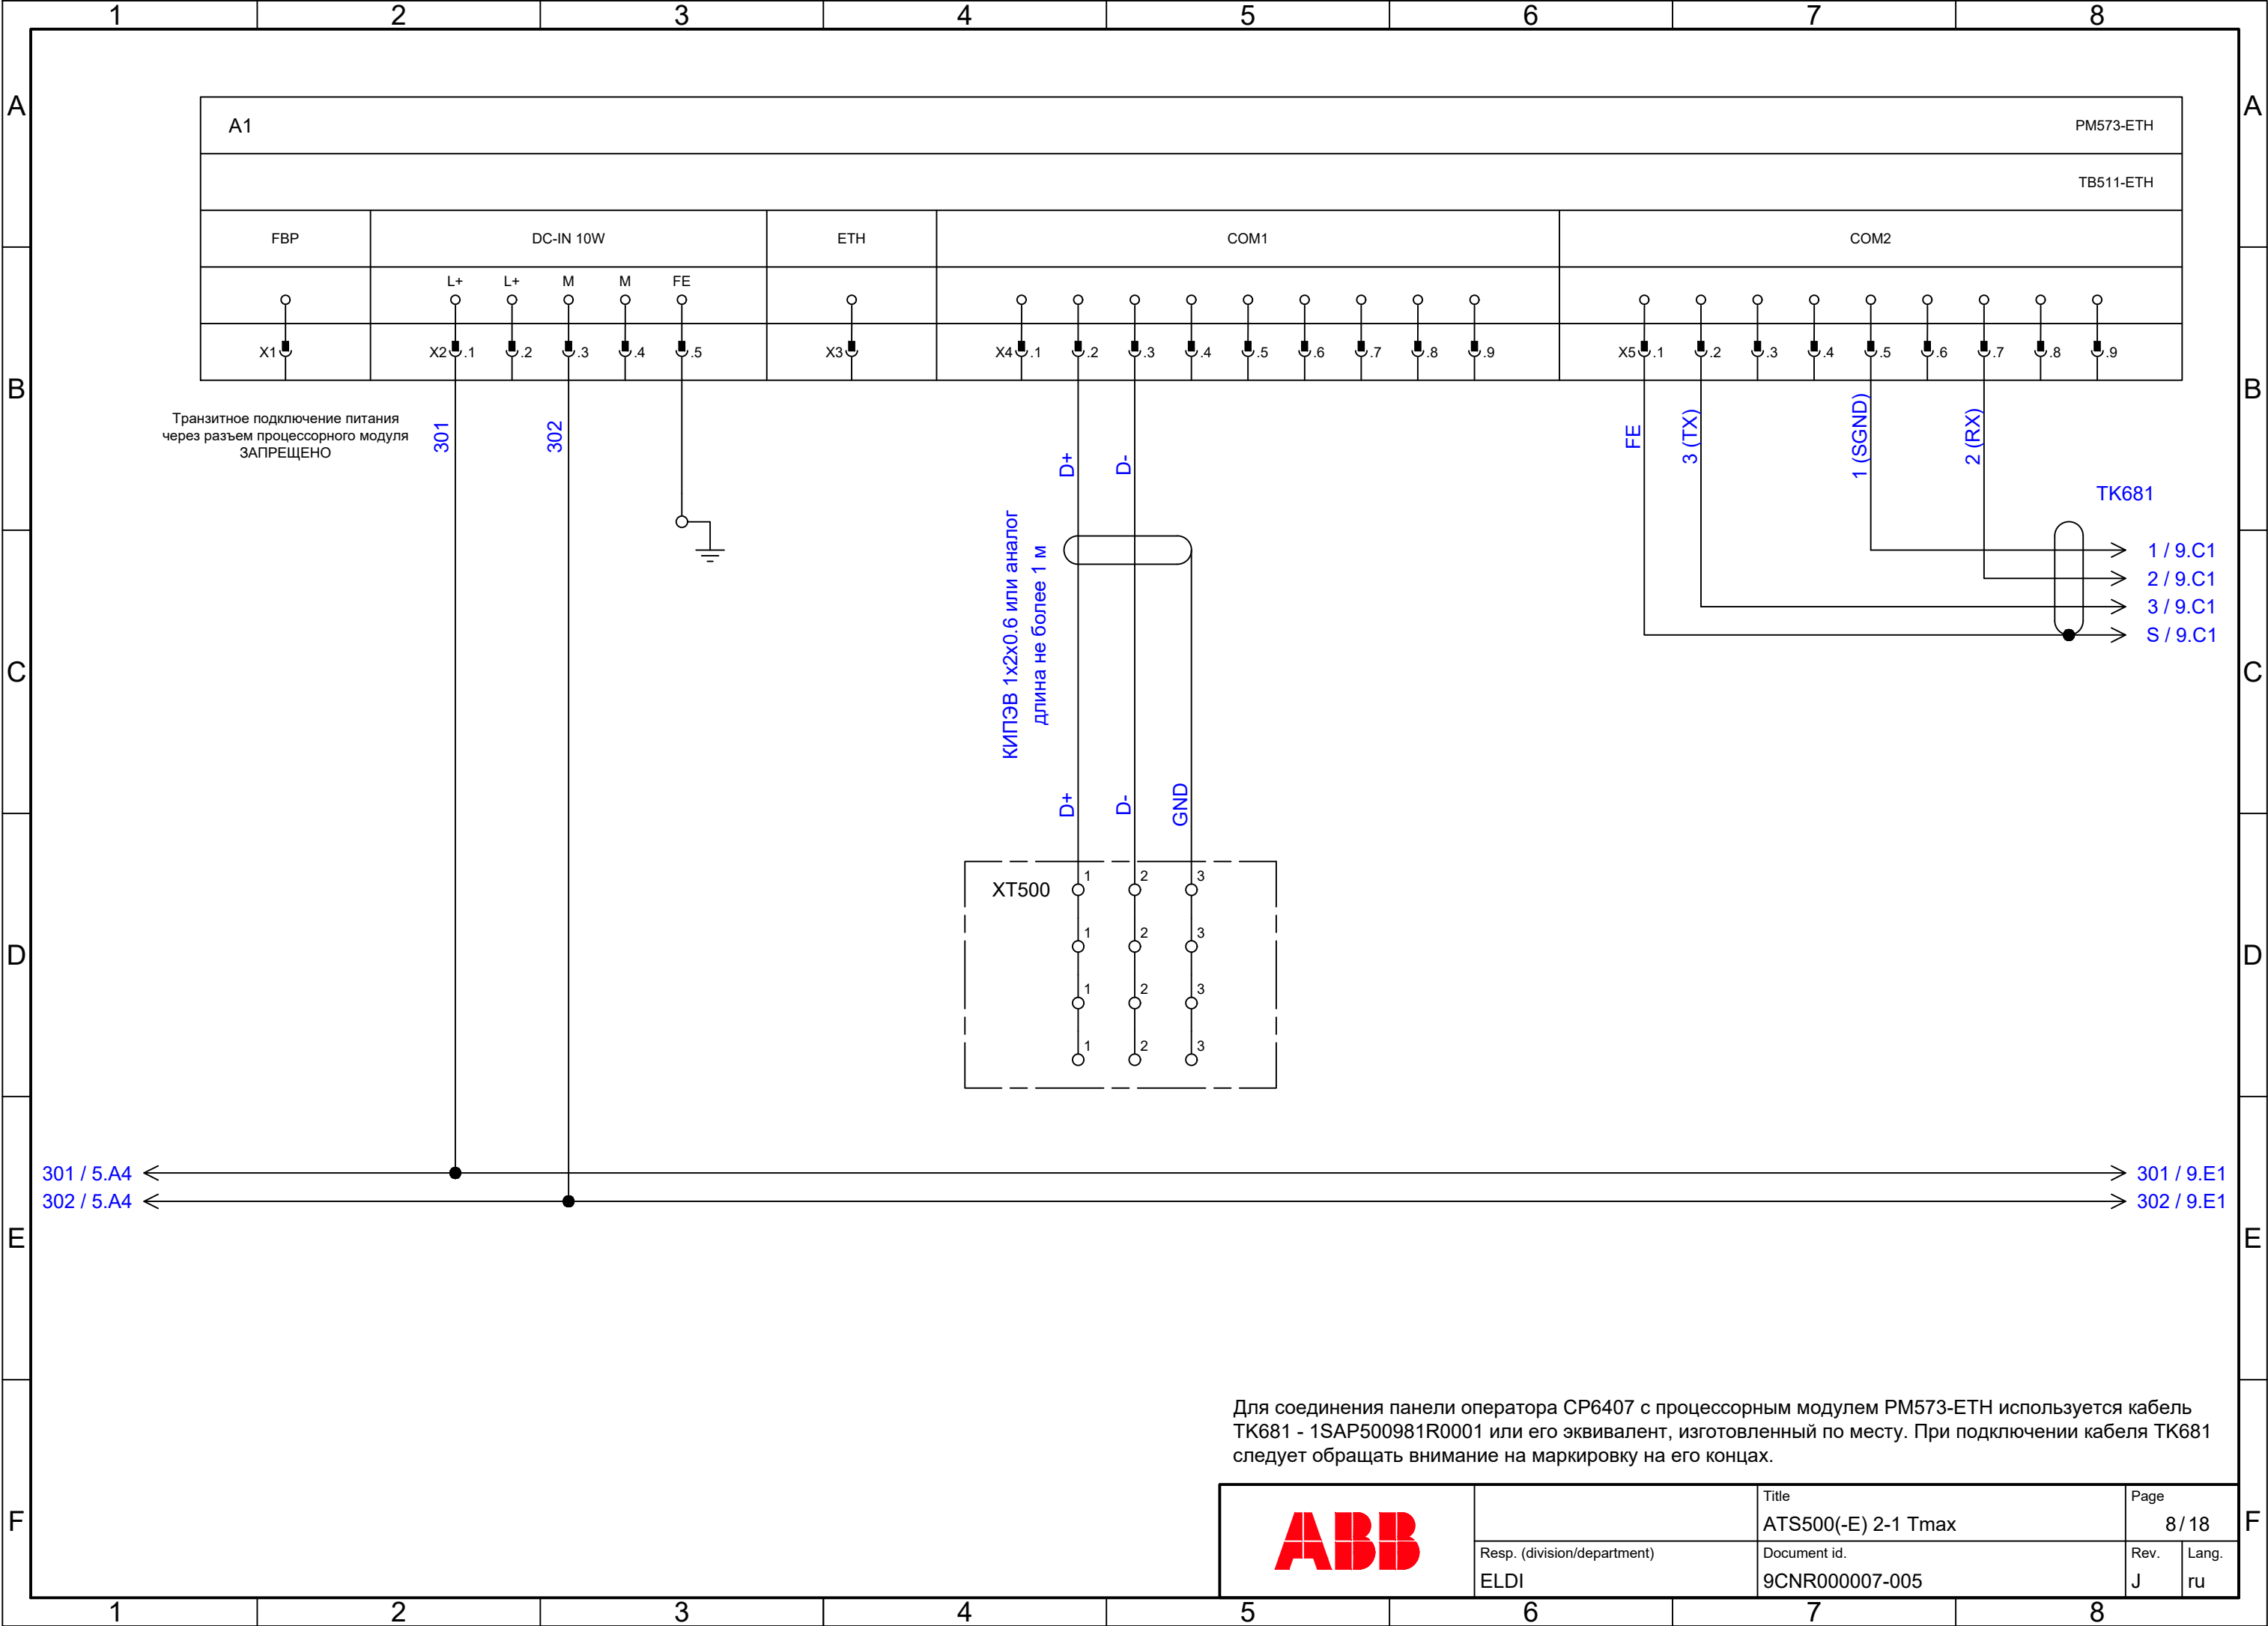 1 2 3 4 5 6 7 8
A A
A1 PM573-ETH
TB511-ETH
FBP DC-IN 10W ETH COM1 COM2
L+ L+ M M FE
X1 X2 .1 .2 .3 .4 .5 X3 X4 .1 .2 .3 .4 .5 .6 .7 .8 .9 X5 .1 .2 .3 .4 .5 .6 .7 .8 .9
B B
Транзитное подключение питания
через разъем процессорного модуля
ЗАПРЕЩЕНО
301
302
D+
D-
FE
3 (TX)
1 (SGND)
2 (RX)
TK681
1 / 9.C1
2 / 9.C1
3 / 9.C1
S / 9.C1
КИПЭВ 1x2x0.6 или аналог
длина не более 1 м
C C
D+
D-
GND
XT500 1 2 3
1 2 3
D D
1 2 3
1 2 3
301 / 5.A4 301 / 9.E1
302 / 5.A4 302 / 9.E1
E E
Для соединения панели оператора CP6407 с процессорным модулем PM573-ETH используется кабель
TK681 - 1SAP500981R0001 или его эквивалент, изготовленный по месту. При подключении кабеля TK681
следует обращать внимание на маркировку на его концах.
F F
ABB
Title
ATS500(-E) 2-1 Tmax
Page
8 / 18
Resp. (division/department)
ELDI
Document id.
9CNR000007-005
Rev.
J
Lang.
ru
1 2 3 4 5 6 7 8